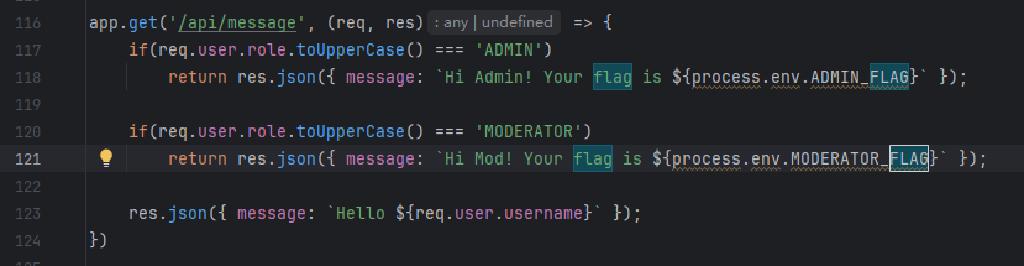 116 app.get('/api/message', (req, res) : any | undefined => {
117 if(req.user.role.toUpperCase() === 'ADMIN')
118 return res.json({ message: `Hi Admin! Your flag is ${process.env.ADMIN_FLAG}` });
119
120 if(req.user.role.toUpperCase() === 'MODERATOR')
121 return res.json({ message: `Hi Mod! Your flag is ${process.env.MODERATOR_FLAG}` });
122
123 res.json({ message: `Hello ${req.user.username}` });
124 })